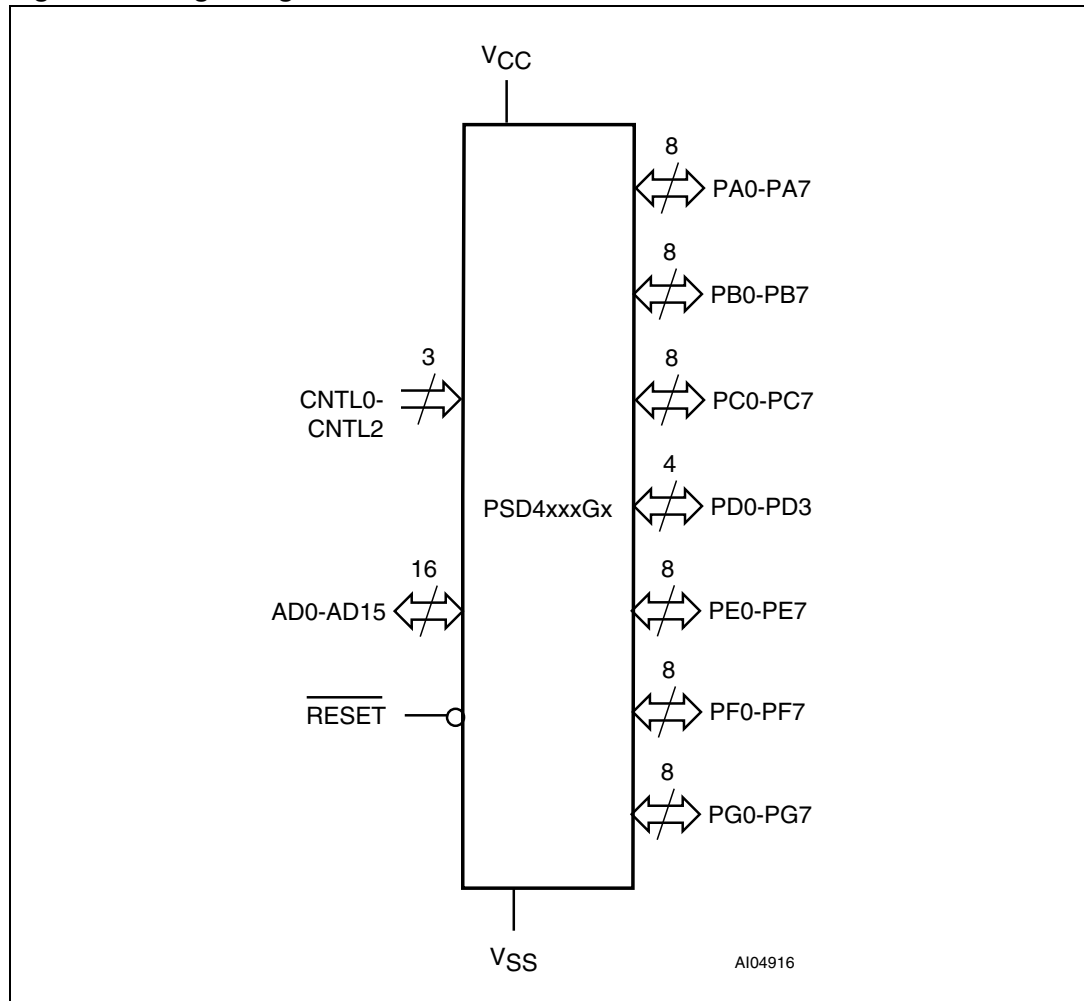 VCC
8
PA0-PA7
8
PB0-PB7
3
CNTL0-
CNTL2
8
PC0-PC7
4
PSD4xxxGx
PD0-PD3
16
AD0-AD15
8
PE0-PE7
RESET
8
PF0-PF7
8
PG0-PG7
VSS
AI04916